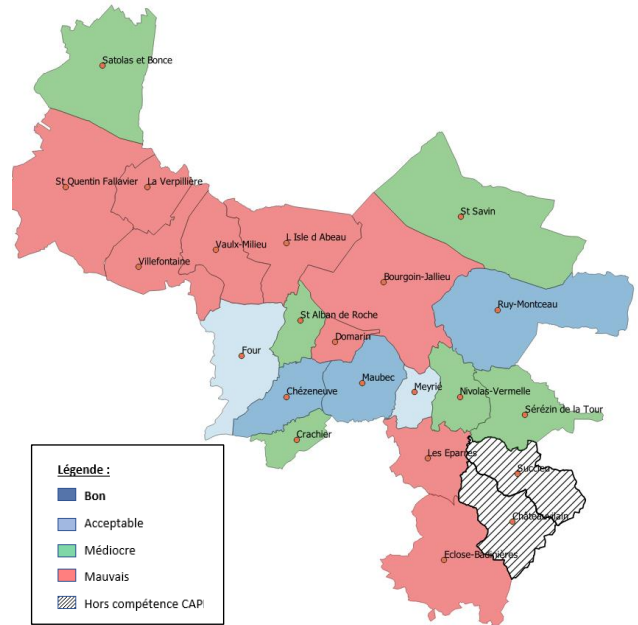 Satolas et Bonce
St Quentin Fallavier
La Verpillière
St Savin
Vaulx-Milieu
L Isle d Abeau
Villefontaine
Bourgoin-Jallieu
Ruy-Montceau
St Alban de Roche
Domarin
Four
Chézeneuve
Maubec
Meyrié
Nivolas-Vermelle
Sérézin de la Tour
Crachier
Les Eparres
Succieu
Châteauvilain
Eclose-Badinières
Légende :
Bon
Acceptable
Médiocre
Mauvais
Hors compétence CAPI